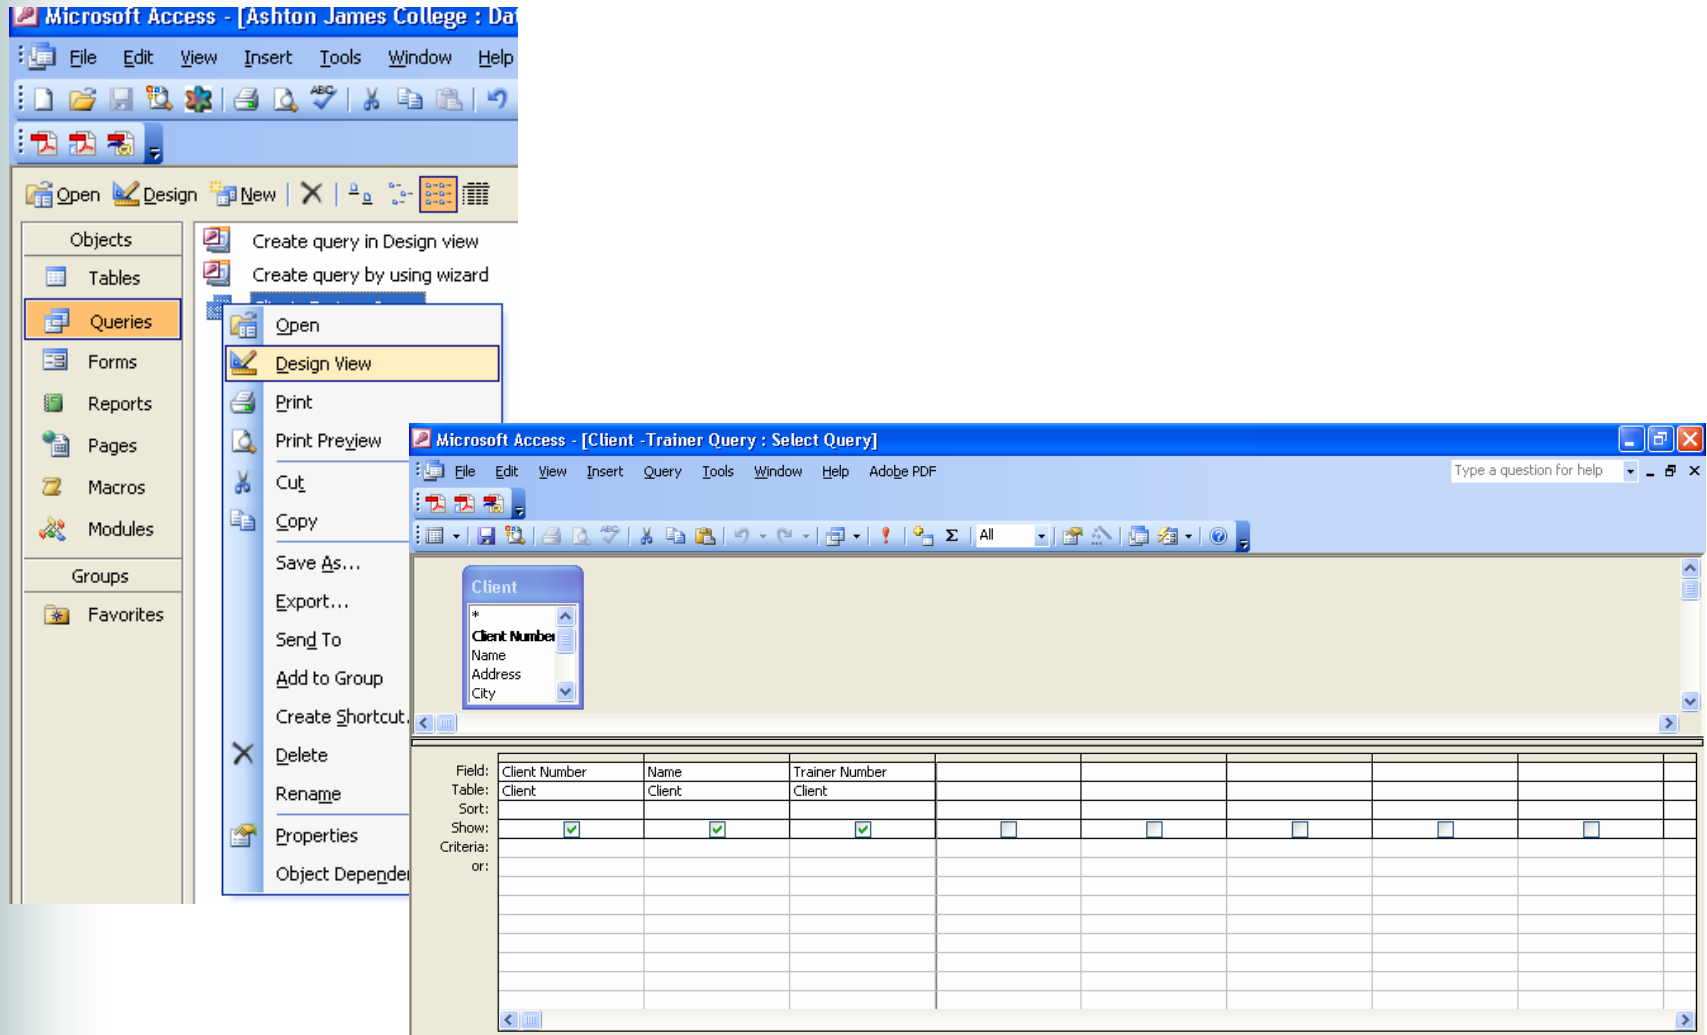 Microsoft Access - [Ashton James College : Dat
File Edit View Insert Tools Window Help
ABC
Open Design New
Objects
Tables
Queries
Forms
Reports
Pages
Macros
Modules
Groups
Favorites
Create query in Design view
Create query by using wizard
Open
Design View
Print
Print Preview
Cut
Copy
Save As...
Export...
Send To
Add to Group
Create Shortcut.
Delete
Rename
Properties
Object Depende
Microsoft Access - [Client -Trainer Query : Select Query]
File Edit View Insert Query Tools Window Help Adobe PDF
Type a question for help
ABC Σ All
Client
*
Client Number
Name
Address
City
Field: Client Number Name Trainer Number
Table: Client Client Client
Sort:
Show:
Criteria:
or: